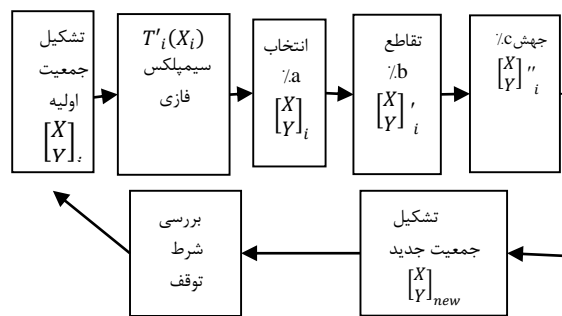 تشکیل
جمعیت
اولیه
[X Y]ᵢ
T′ᵢ(Xᵢ)
سیمپلکس
فازی
انتخاب
a٪
[X Y]ᵢ
تقاطع
b٪
[X Y]′ᵢ
جهش c٪
[X Y]′′ᵢ
تشکیل
جمعیت جدید
[X Y]new
بررسی
شرط
توقف